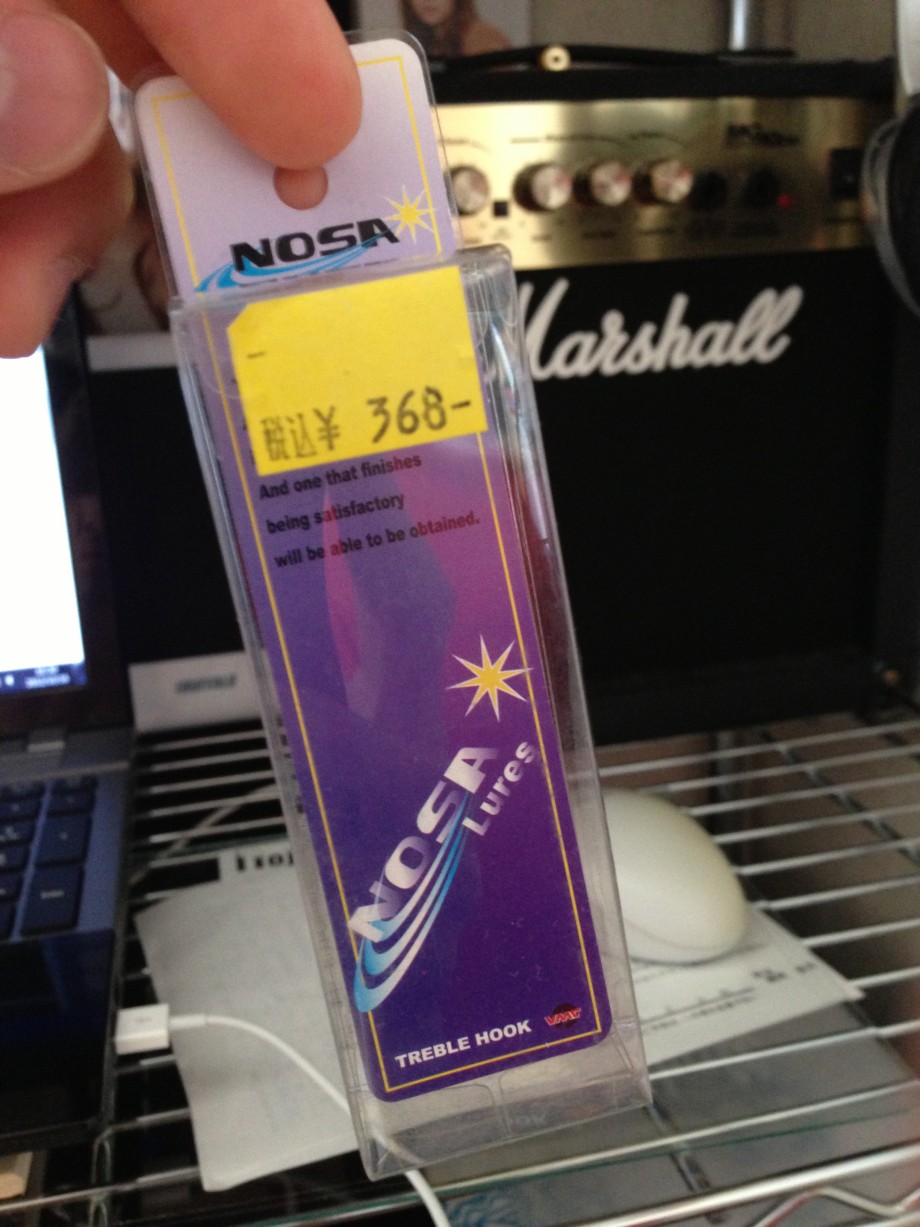 NOSA
税込¥ 368-
And one that finishes
being satisfactory
will be able to be obtained.
NOSA
Lures
TREBLE HOOK
VMC
Marshall